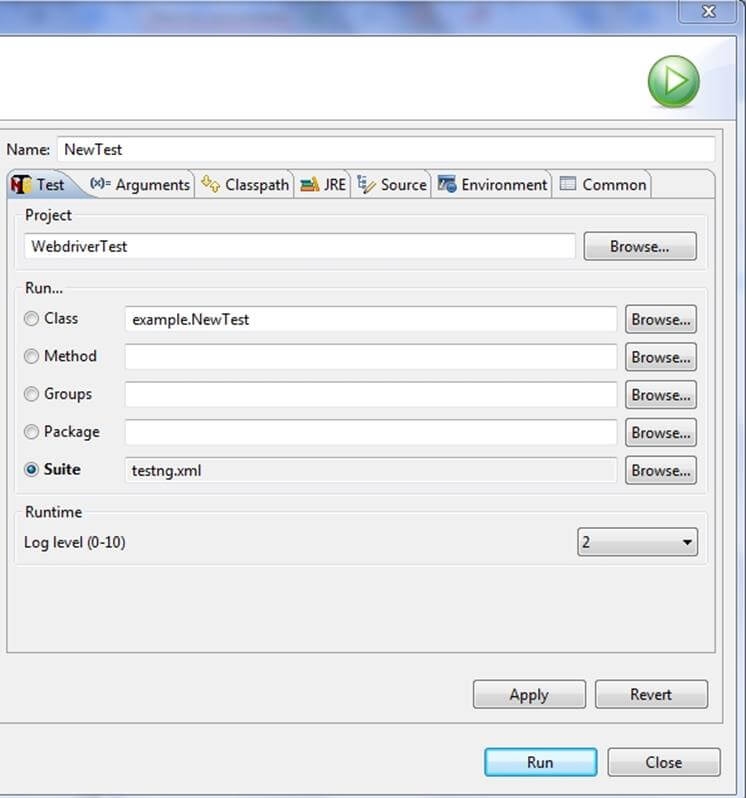 Name: NewTest
Test (x)= Arguments Classpath JRE Source Environment Common
Project
WebdriverTest Browse...
Run...
Class example.NewTest Browse...
Method Browse...
Groups Browse...
Package Browse...
Suite testng.xml Browse...
Runtime
Log level (0-10) 2
Apply Revert
Run Close